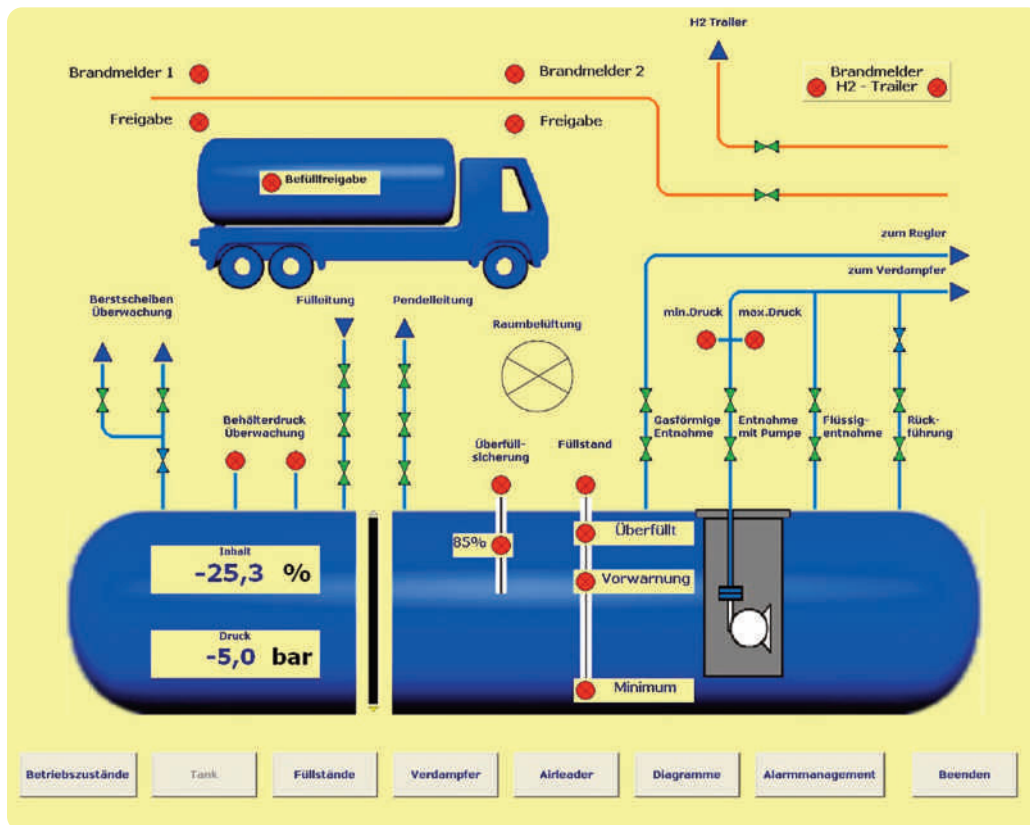 H2 Trailer
Brandmelder 1
Brandmelder 2
Brandmelder
H2 - Trailer
Freigabe
Freigabe
Befüllfreigabe
zum Regler
zum Verdampfer
Berstscheiben
Überwachung
Fülleitung
Pendelleitung
Raumbelüftung
min.Druck
max.Druck
Behälterdruck
Überwachung
Überfüll-
sicherung
Füllstand
Gasförmige
Entnahme
Entnahme
mit Pumpe
Flüssig-
entnahme
Rück-
führung
85%
Überfüllt
Vorwarnung
Minimum
Inhalt
-25,3 %
Druck
-5,0 bar
Betriebszustände
Tank
Füllstände
Verdampfer
Airleader
Diagramme
Alarmmanagement
Beenden